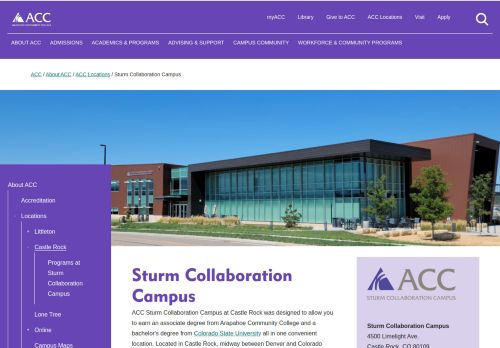 ACC
myACC Library Give to ACC ACC Locations Visit Apply
ABOUT ACC ADMISSIONS ACADEMICS & PROGRAMS ADVISING & SUPPORT CAMPUS COMMUNITY WORKFORCE & COMMUNITY PROGRAMS
ACC / About ACC / ACC Locations / Sturm Collaboration Campus
About ACC
Accreditation
Locations
Littleton
Castle Rock
Programs at
Sturm
Collaboration
Campus
Lone Tree
Online
Campus Maps
Sturm Collaboration
Campus
ACC Sturm Collaboration Campus at Castle Rock was designed to allow you
to earn an associate degree from Arapahoe Community College and a
bachelor's degree from Colorado State University all in one convenient
location. Located in Castle Rock, midway between Denver and Colorado
ACC
STURM COLLABORATION CAMPUS
Sturm Collaboration Campus
4500 Limelight Ave.
Castle Rock, CO 80109